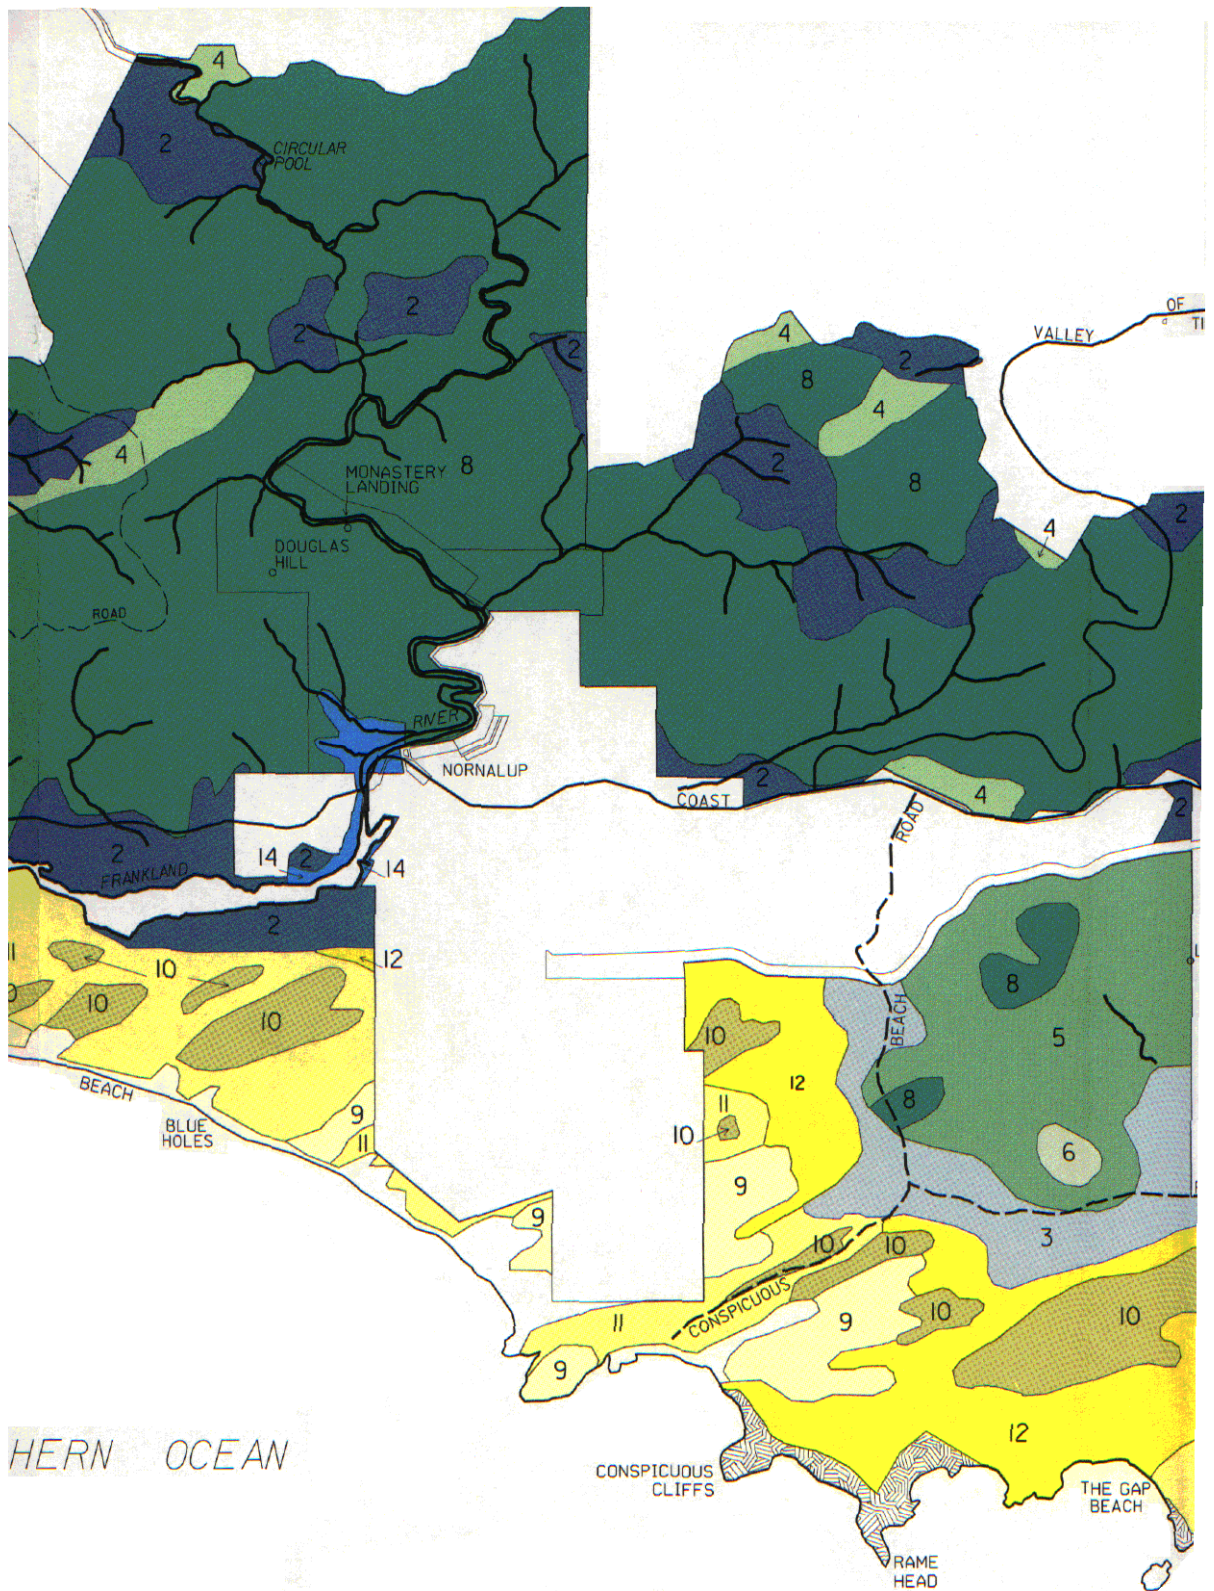 4
2
CIRCULAR
POOL
2
2
2
OF
TI
VALLEY
4
2
8
4
4
8
MONASTERY
LANDING
2
8
2
4
DOUGLAS
HILL
ROAD
RIVER
NORNALUP
2
COAST
4
ROAD
2
2
14
2
14
FRANKLAND
2
11
10
12
8
10
10
10
BEACH
5
12
BEACH
9
11
8
BLUE
HOLES
11
10
6
9
9
3
10
10
11
CONSPICUOUS
9
10
10
9
12
HERN OCEAN
CONSPICUOUS
CLIFFS
THE GAP
BEACH
RAME
HEAD